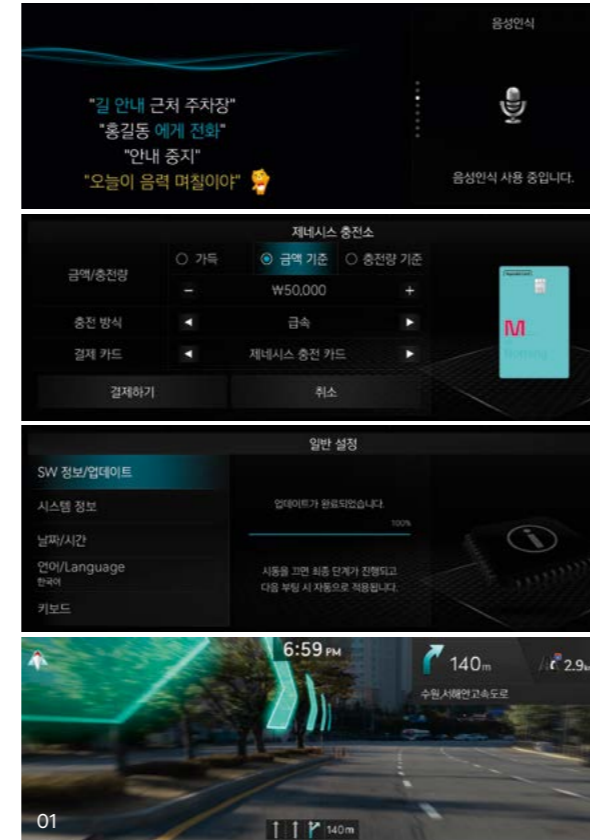 음성인식
"길 안내 근처 주차장"
"홍길동 에게 전화"
"안내 중지"
"오늘이 음력 며칠이야"
음성인식 사용 중입니다.
제네시스 충전소
금액/충전량
가득
금액 기준
충전량 기준
-
₩50,000
+
충전 방식
급속
결제 카드
제네시스 충전 카드
결제하기
취소
M
일반 설정
SW 정보/업데이트
시스템 정보
날짜/시간
언어/Language
한국어
키보드
업데이트가 완료되었습니다.
100%
시동을 끄면 최종 단계가 진행되고
다음 부팅 시 자동으로 적용됩니다.
6:59 PM
140m
2.9
수원,서해안고속도로
01
140m